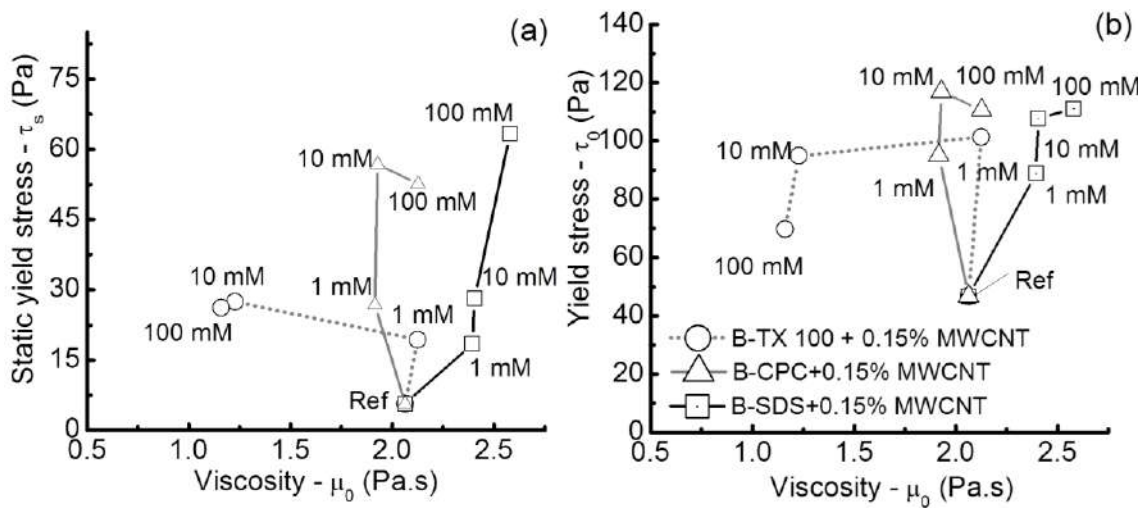 (a)
Static yield stress - τs (Pa)
75
60
45
30
15
0
100 mM
10 mM
100 mM
10 mM
10 mM
1 mM
1 mM
100 mM
1 mM
Ref
0.5 1.0 1.5 2.0 2.5
Viscosity - μ0 (Pa.s)
(b)
Yield stress - τ0 (Pa)
140
120
100
80
60
40
20
0
10 mM
100 mM
100 mM
10 mM
10 mM
1 mM
1 mM
1 mM
100 mM
Ref
B-TX 100 + 0.15% MWCNT
B-CPC+0.15% MWCNT
B-SDS+0.15% MWCNT
0.5 1.0 1.5 2.0 2.5
Viscosity - μ0 (Pa.s)